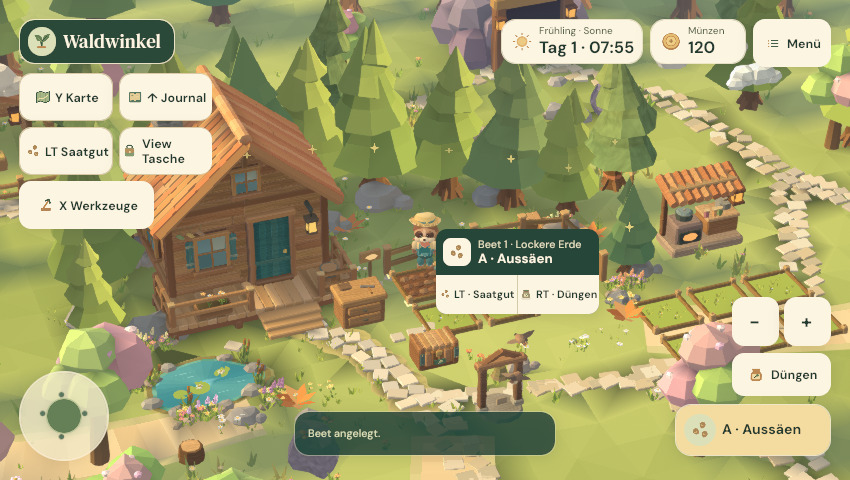 Waldwinkel
Frühling · Sonne
Tag 1 · 07:55
Münzen
120
Menü
Y Karte
↑ Journal
LT Saatgut
View
Tasche
X Werkzeuge
Beet 1 · Lockere Erde
A · Aussäen
LT · Saatgut
RT · Düngen
−
+
Düngen
A · Aussäen
Beet angelegt.